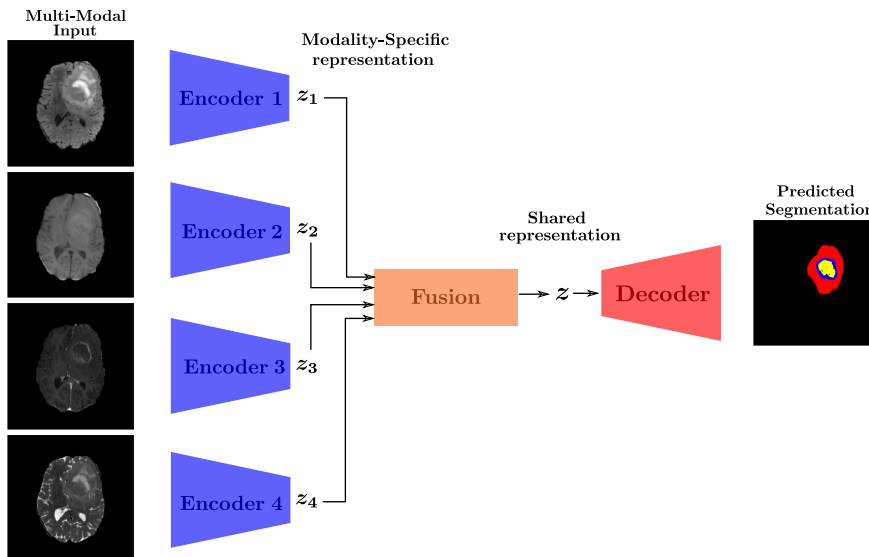 Multi-Modal
Input
Modality-Specific
representation
Encoder 1
z₁
Encoder 2
z₂
Encoder 3
z₃
Encoder 4
z₄
Fusion
Shared
representation
z
Decoder
Predicted
Segmentation